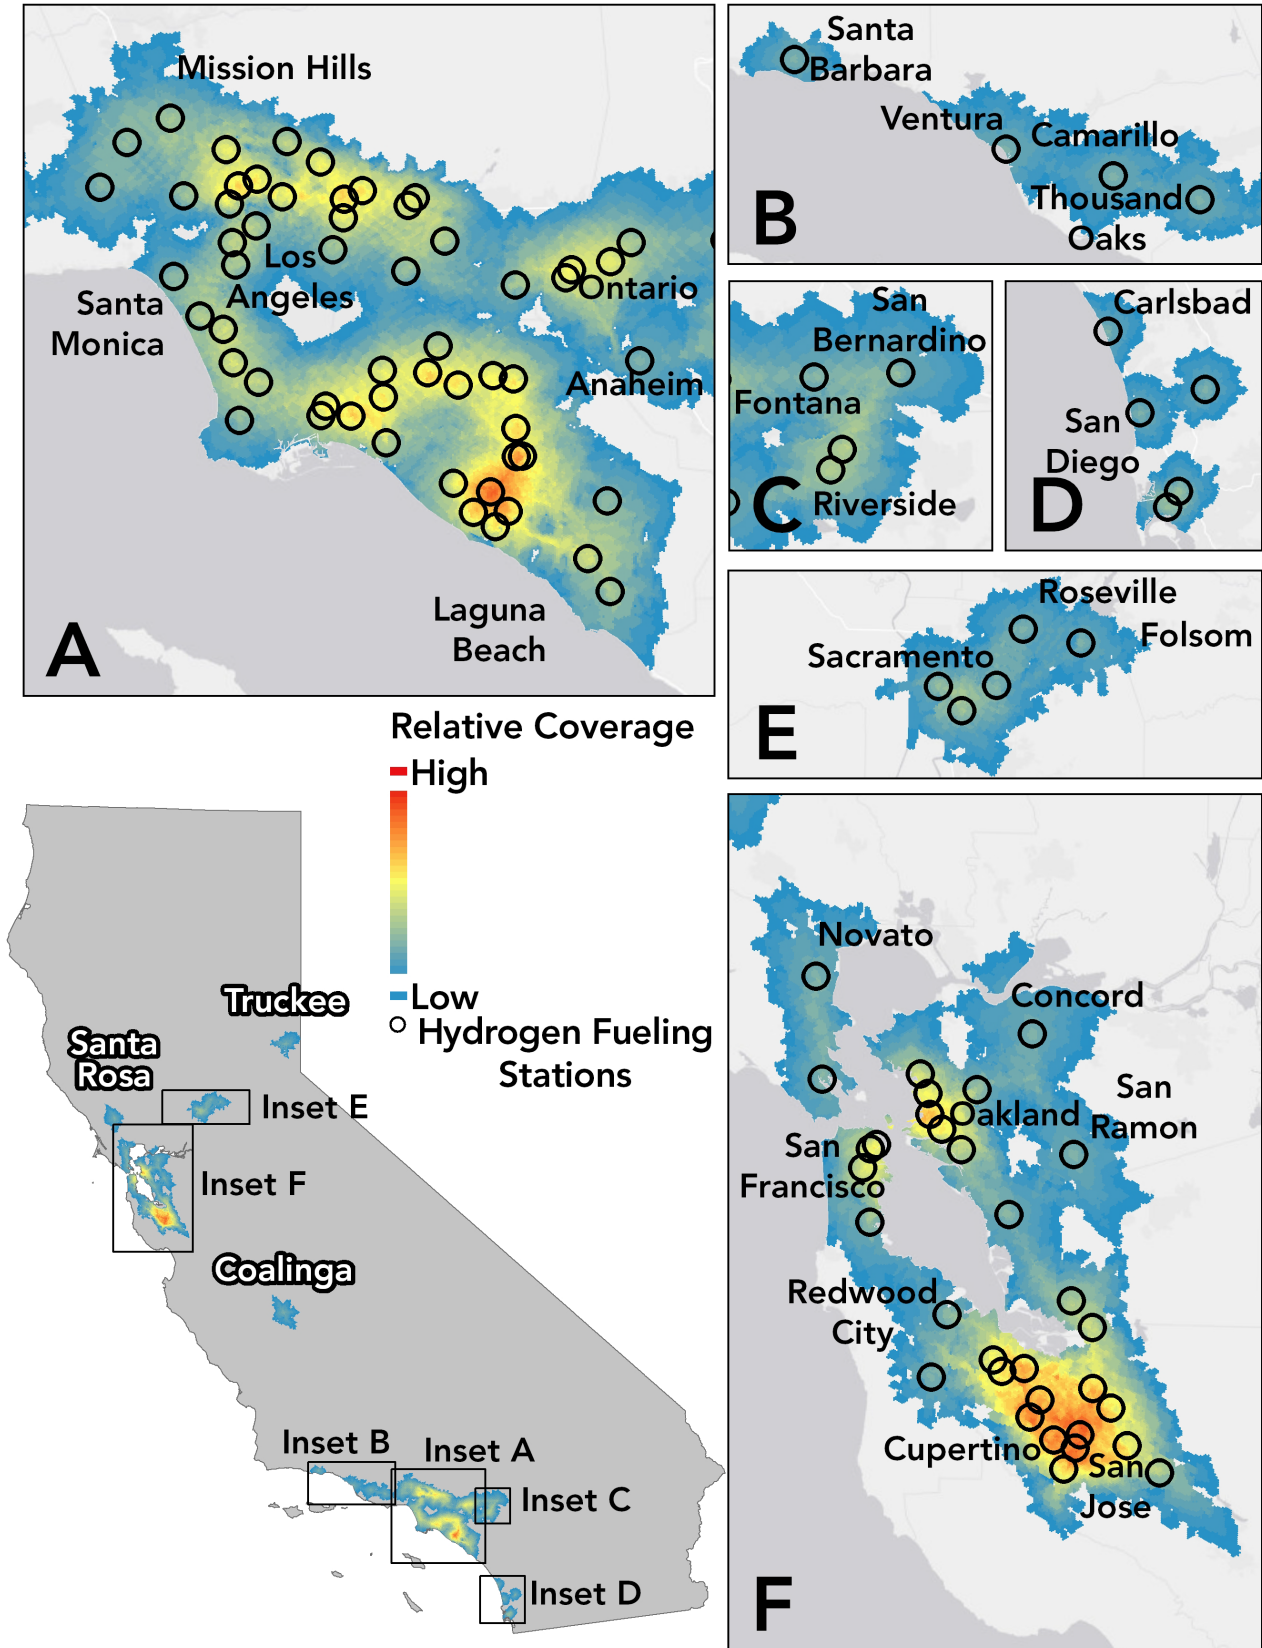 Mission Hills
Los
Angeles
Santa
Monica
Ontario
Anaheim
Laguna
Beach
A
Santa
Barbara
Ventura
Camarillo
Thousand
Oaks
B
San
Bernardino
Fontana
Riverside
C
Carlsbad
San
Diego
D
Roseville
Folsom
Sacramento
E
Relative Coverage
High
Low
Hydrogen Fueling
Stations
Truckee
Santa
Rosa
Inset E
Inset F
Coalinga
Inset B
Inset A
Inset C
Inset D
Novato
Concord
Oakland
San
Ramon
San
Francisco
Redwood
City
Cupertino
San
Jose
F